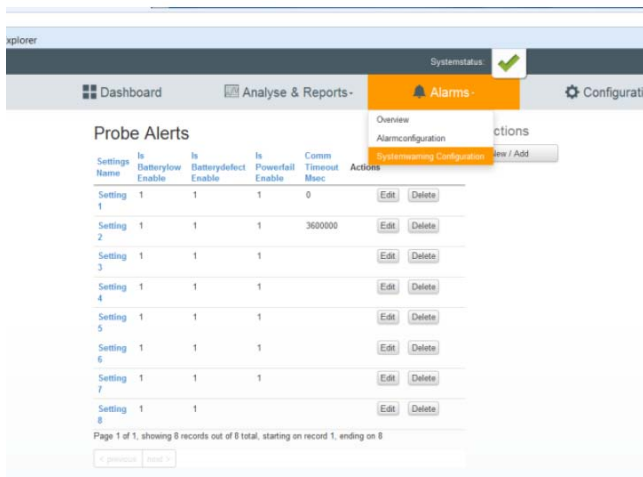 xplorer
Systemstatus:
Dashboard
Analyse & Reports
Alarms
Configurati
Overview
Alarmconfiguration
Systemwarning Configuration
Probe Alerts
ctions
New / Add
Settings Name Is Batterylow Enable Is Batterydefect Enable Is Powerfail Enable Comm Timeout Msec Actions
Setting 1 1 1 1 0 Edit Delete
Setting 2 1 1 1 3600000 Edit Delete
Setting 3 1 1 1 Edit Delete
Setting 4 1 1 1 Edit Delete
Setting 5 1 1 1 Edit Delete
Setting 6 1 1 1 Edit Delete
Setting 7 1 1 1 Edit Delete
Setting 8 1 1 Edit Delete
Page 1 of 1, showing 8 records out of 8 total, starting on record 1, ending on 8
< previous next >